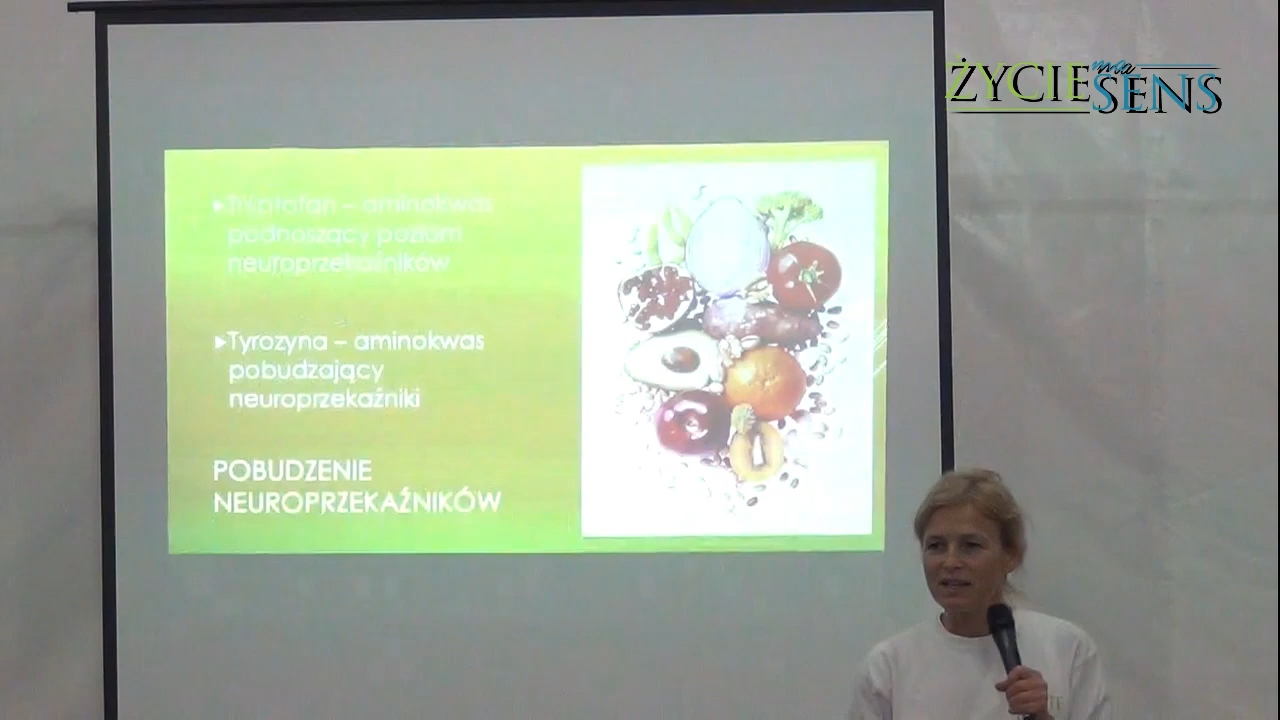 ŻYCIE ma SENS
▸Tryptofan – aminokwas
podnoszący poziom
neuroprzekaźników
▸Tyrozyna – aminokwas
pobudzający
neuroprzekaźniki
POBUDZENIE
NEUROPRZEKAŹNIKÓW